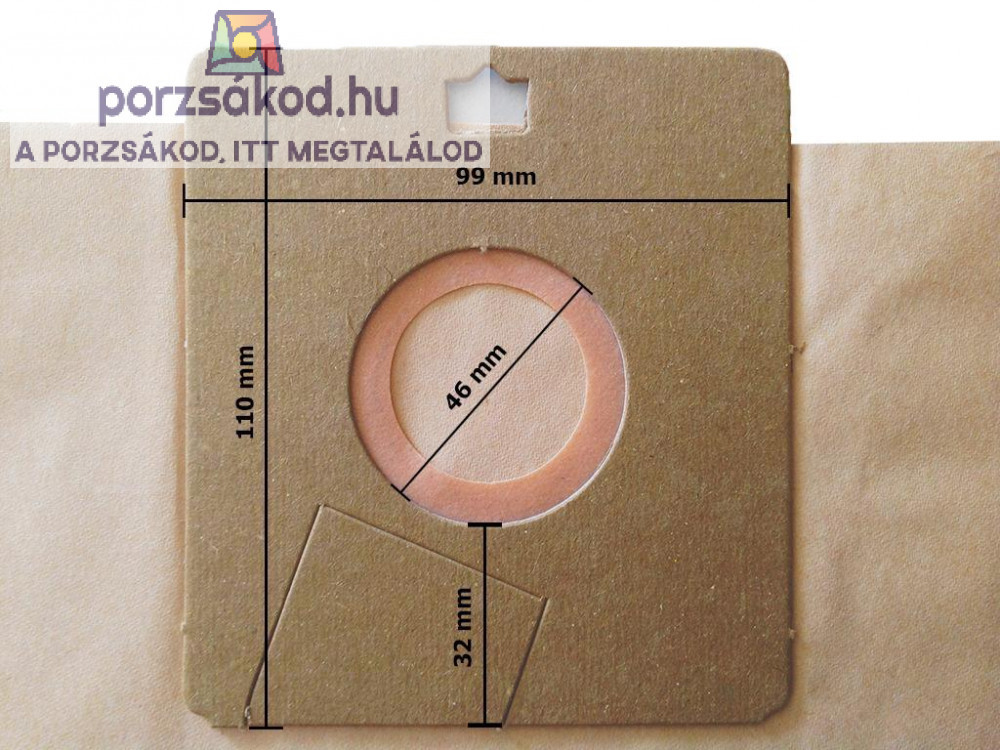 porzsákod.hu
A PORZSÁKOD, ITT MEGTALÁLOD
99 mm
110 mm
46 mm
32 mm